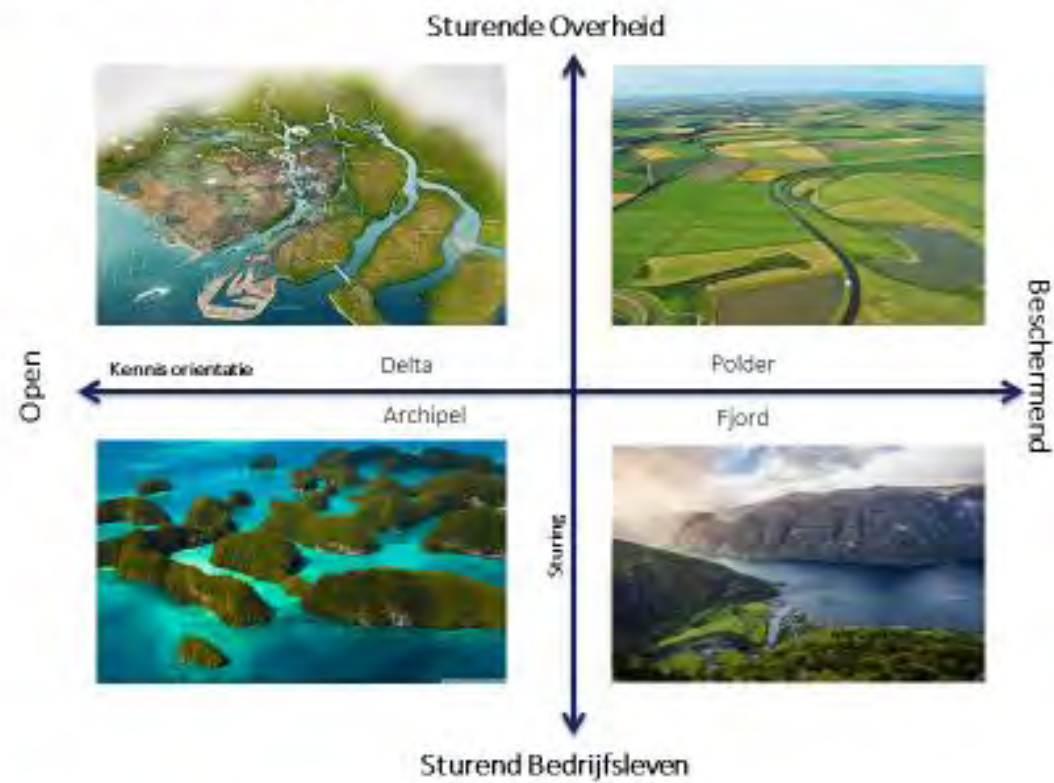 Sturende Overheid
Open
Kennis orientatie
Delta
Polder
Beschermend
Archipel
Fjord
Sturing
Sturend Bedrijfsleven